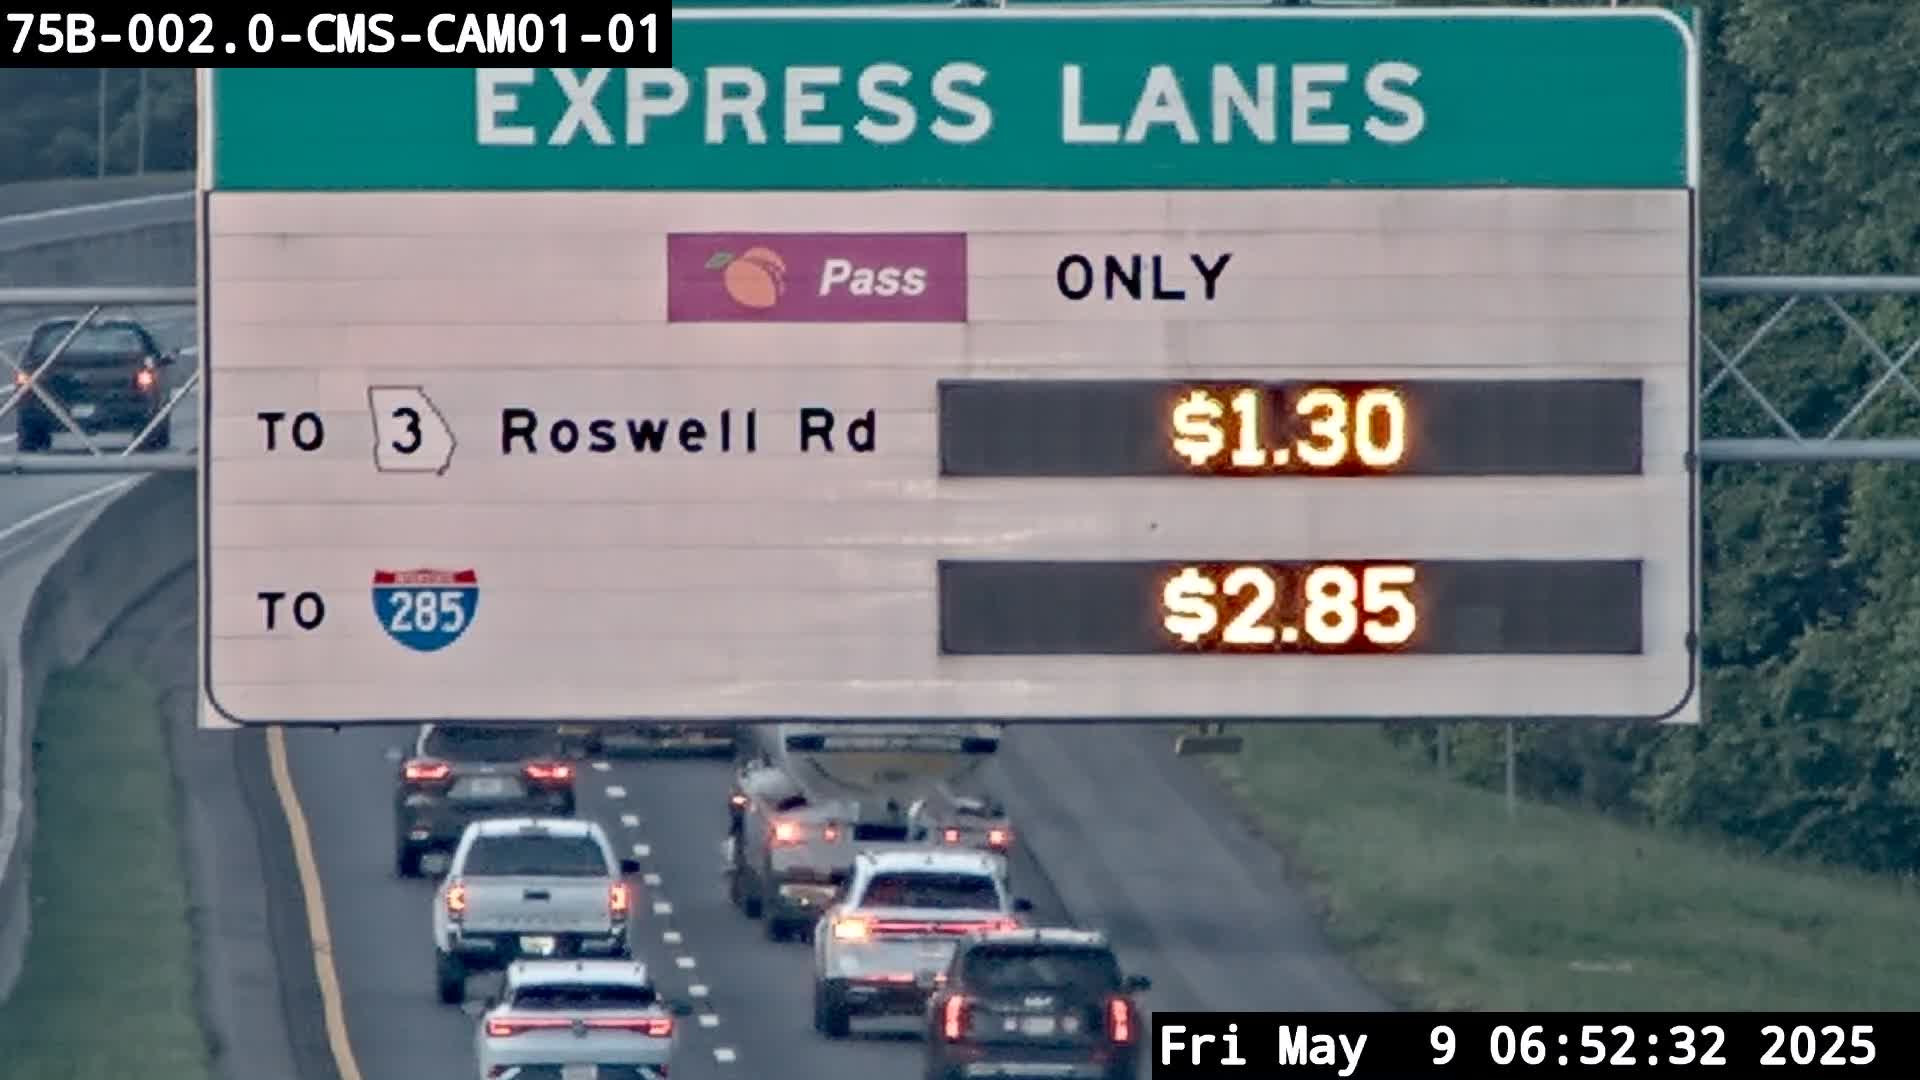 75B-002.0-CMS-CAM01-01
EXPRESS LANES
Pass ONLY
TO 3 Roswell Rd $1.30
TO 285 $2.85
Fri May 9 06:52:32 2025